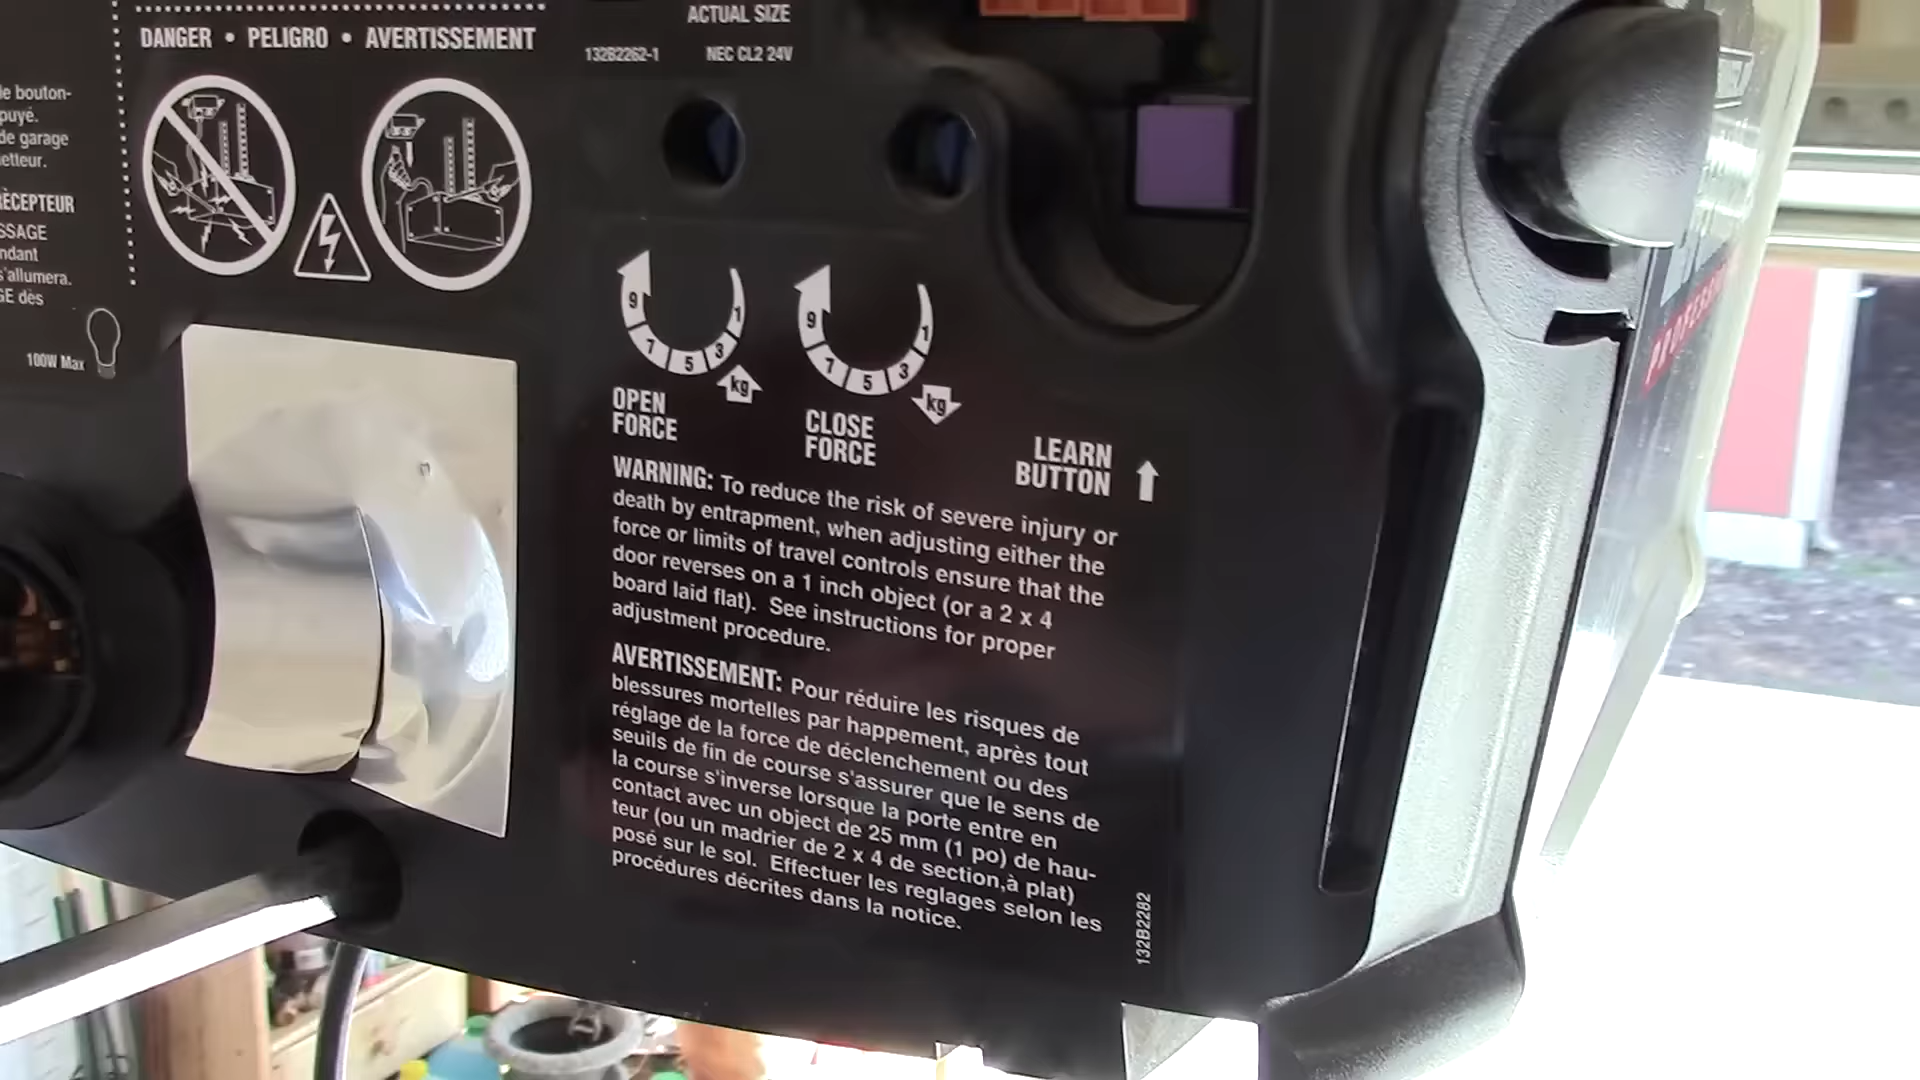 ACTUAL SIZE
DANGER • PELIGRO • AVERTISSEMENT
132B2262-1 NEC CL2 24V
le bouton-
puyé.
de garage
etteur.
RÉCEPTEUR
SSAGE
ndant
s'allumera.
GE dès
100W Max
9 7 5 3 1
kg
OPEN
FORCE
9 7 5 3 1
kg
CLOSE
FORCE
LEARN
BUTTON
WARNING: To reduce the risk of severe injury or
death by entrapment, when adjusting either the
force or limits of travel controls ensure that the
door reverses on a 1 inch object (or a 2 x 4
board laid flat). See instructions for proper
adjustment procedure.
AVERTISSEMENT: Pour réduire les risques de
blessures mortelles par happement, après tout
réglage de la force de déclenchement ou des
seuils de fin de course s'assurer que le sens de
la course s'inverse lorsque la porte entre en
contact avec un object de 25 mm (1 po) de hau-
teur (ou un madrier de 2 x 4 de section,à plat)
posé sur le sol. Effectuer les reglages selon les
procédures décrites dans la notice.
132B2282